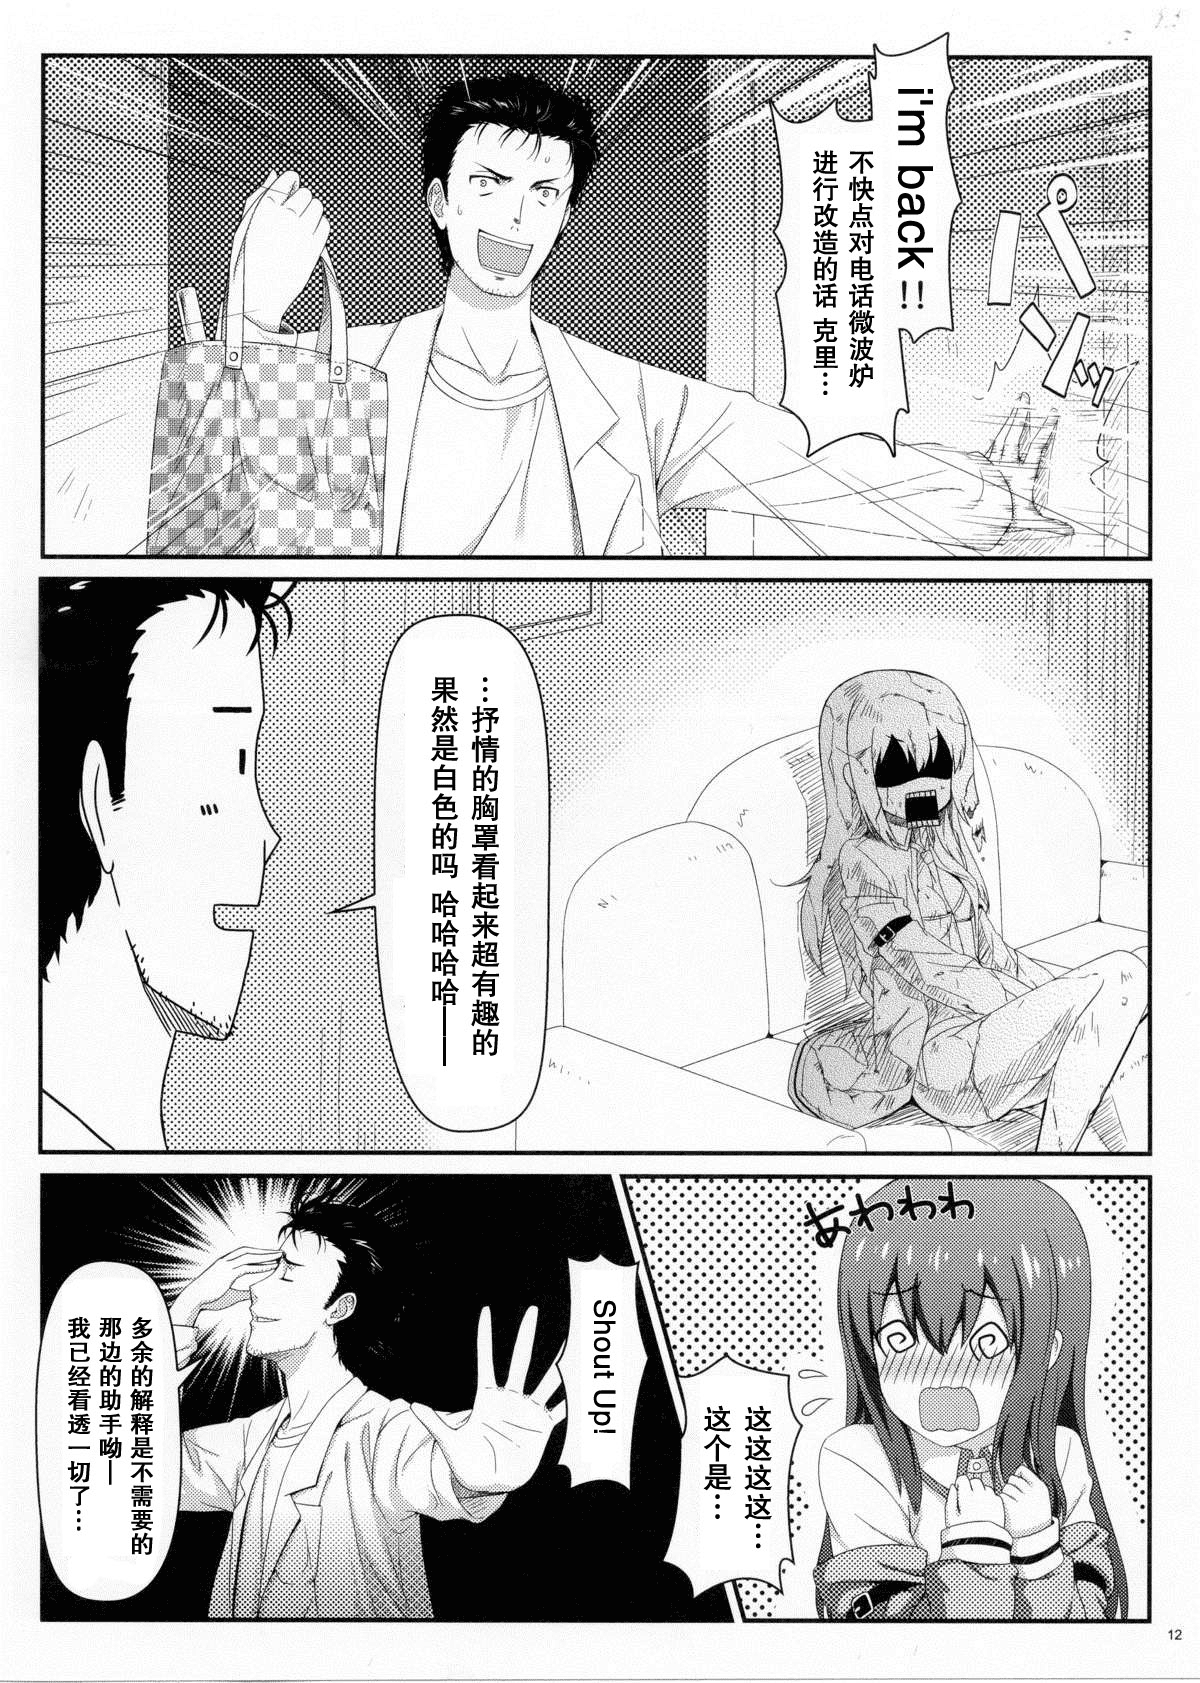 i'm back!!
不快点对电话微波炉
进行改造的话 克里…
パーンッ
…抒情的胸罩看起来超有趣的
果然是白色的吗 哈哈哈哈——
あわわわ
这这这这…
这个是…
Shout Up!
多余的解释是不需要的
那边的助手呦—
我已经看透一切了…
12